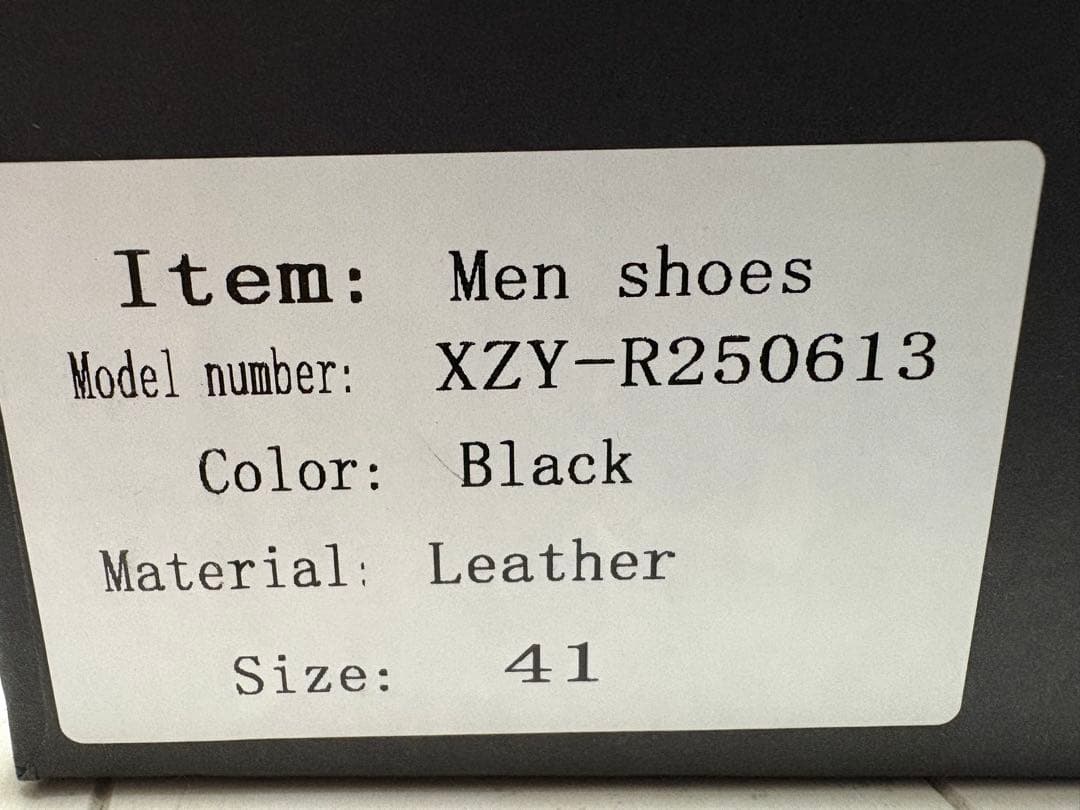 Item: Men shoes
Model number: XZY-R250613
Color: Black
Material: Leather
Size: 41